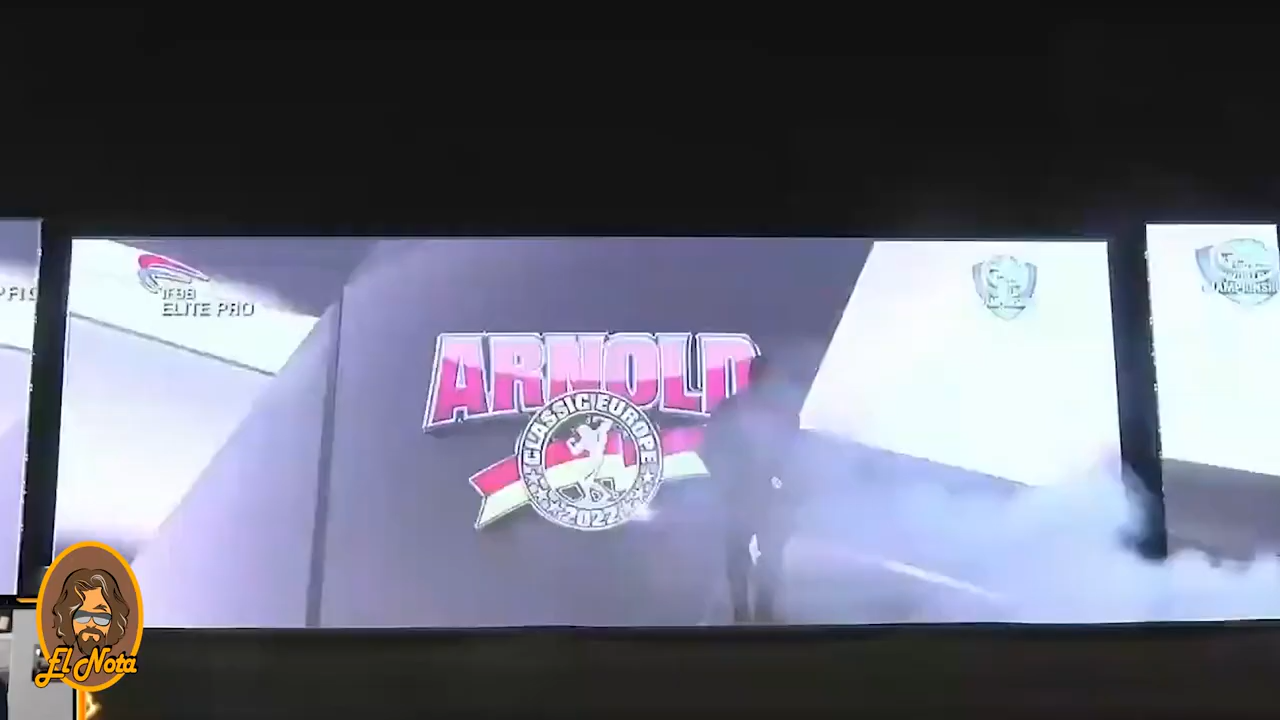 IFBB
ELITE PRO
ARNOLD
CLASSIC EUROPE
2022
El Nota